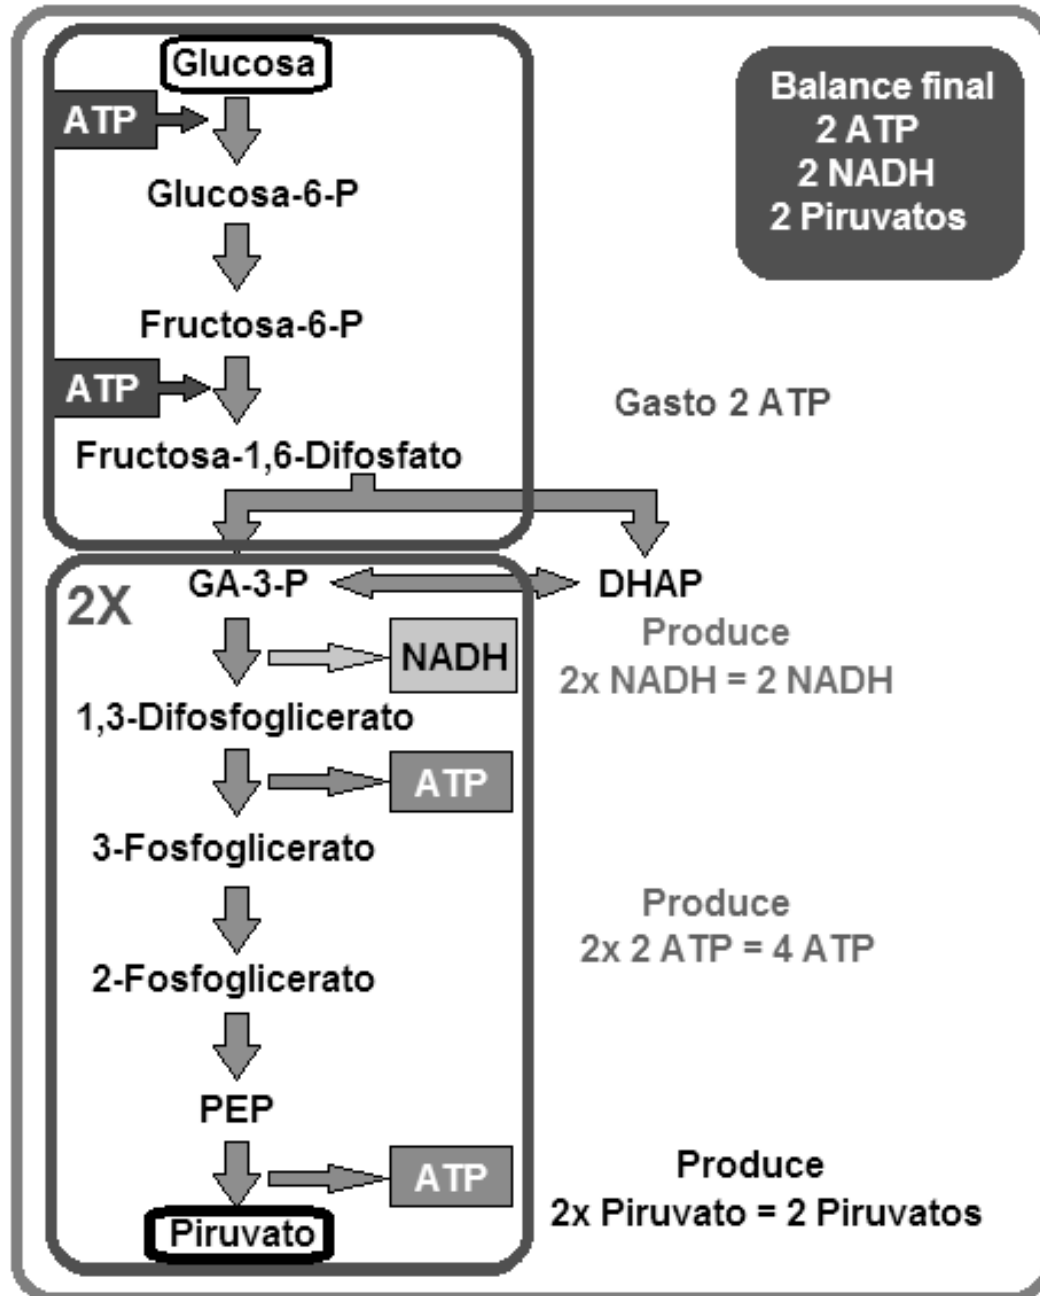 Glucosa
Balance final
2 ATP
2 NADH
2 Piruvatos
ATP
Glucosa-6-P
Fructosa-6-P
ATP
Gasto 2 ATP
Fructosa-1,6-Difosfato
2X
GA-3-P
DHAP
NADH
Produce
2x NADH = 2 NADH
1,3-Difosfoglicerato
ATP
3-Fosfoglicerato
Produce
2x 2 ATP = 4 ATP
2-Fosfoglicerato
PEP
ATP
Produce
2x Piruvato = 2 Piruvatos
Piruvato